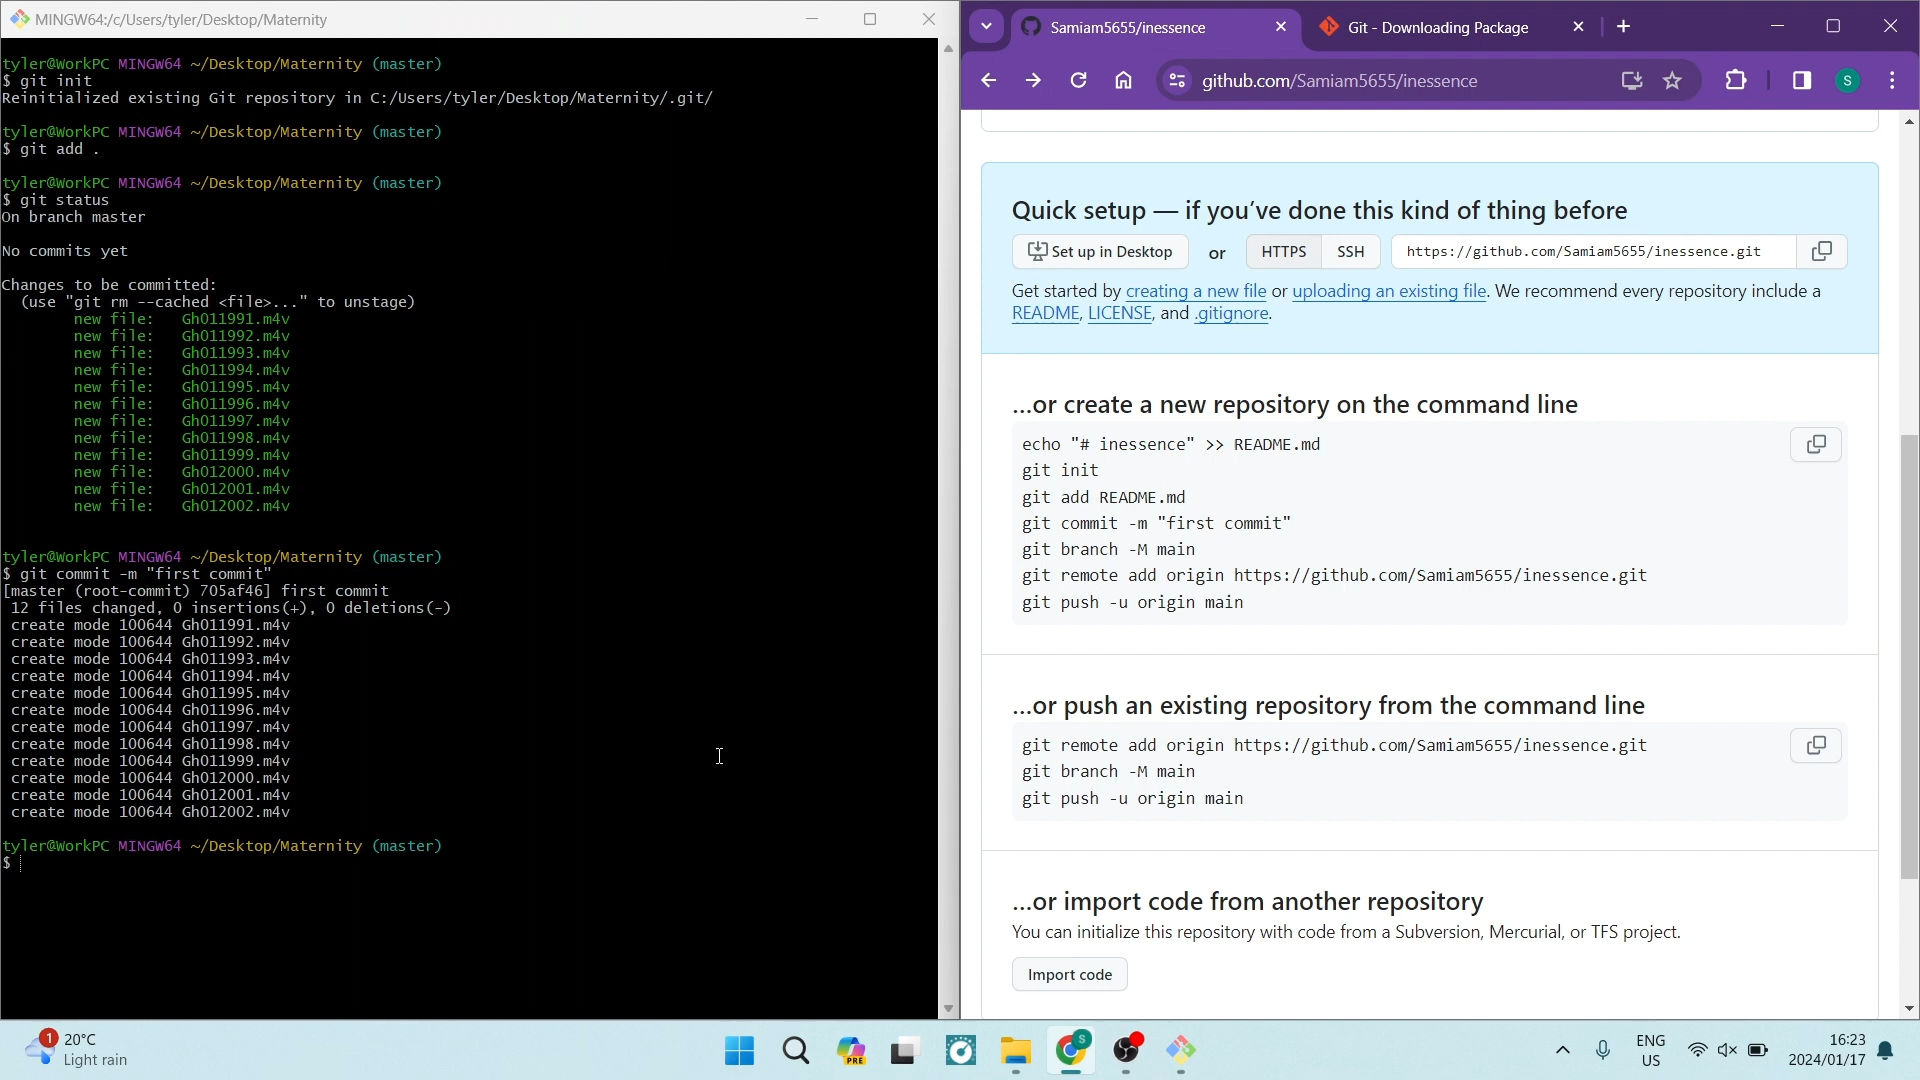 MINGW64:/c/Users/tyler/Desktop/Maternity
tyler@WorkPC MINGW64 ~/Desktop/Maternity (master)
$ git init
Reinitialized existing Git repository in C:/Users/tyler/Desktop/Maternity/.git/
tyler@WorkPC MINGW64 ~/Desktop/Maternity (master)
$ git add .
tyler@WorkPC MINGW64 ~/Desktop/Maternity (master)
$ git status
On branch master
No commits yet
Changes to be committed:
(use "git rm --cached <file>..." to unstage)
new file: Gh011991.m4v
new file: Gh011992.m4v
new file: Gh011993.m4v
new file: Gh011994.m4v
new file: Gh011995.m4v
new file: Gh011996.m4v
new file: Gh011997.m4v
new file: Gh011998.m4v
new file: Gh011999.m4v
new file: Gh012000.m4v
new file: Gh012001.m4v
new file: Gh012002.m4v
tyler@WorkPC MINGW64 ~/Desktop/Maternity (master)
$ git commit -m "first commit"
[master (root-commit) 705af46] first commit
12 files changed, 0 insertions(+), 0 deletions(-)
create mode 100644 Gh011991.m4v
create mode 100644 Gh011992.m4v
create mode 100644 Gh011993.m4v
create mode 100644 Gh011994.m4v
create mode 100644 Gh011995.m4v
create mode 100644 Gh011996.m4v
create mode 100644 Gh011997.m4v
create mode 100644 Gh011998.m4v
create mode 100644 Gh011999.m4v
create mode 100644 Gh012000.m4v
create mode 100644 Gh012001.m4v
create mode 100644 Gh012002.m4v
tyler@WorkPC MINGW64 ~/Desktop/Maternity (master)
$
Samiam5655/inessence
Git - Downloading Package
github.com/Samiam5655/inessence
S
Quick setup — if you've done this kind of thing before
Set up in Desktop or HTTPS SSH https://github.com/Samiam5655/inessence.git
Get started by creating a new file or uploading an existing file. We recommend every repository include a
README, LICENSE, and .gitignore.
...or create a new repository on the command line
echo "# inessence" >> README.md
git init
git add README.md
git commit -m "first commit"
git branch -M main
git remote add origin https://github.com/Samiam5655/inessence.git
git push -u origin main
...or push an existing repository from the command line
git remote add origin https://github.com/Samiam5655/inessence.git
git branch -M main
git push -u origin main
...or import code from another repository
You can initialize this repository with code from a Subversion, Mercurial, or TFS project.
Import code
1
20°C
Light rain
PRE
S
ENG
US
16:23
2024/01/17